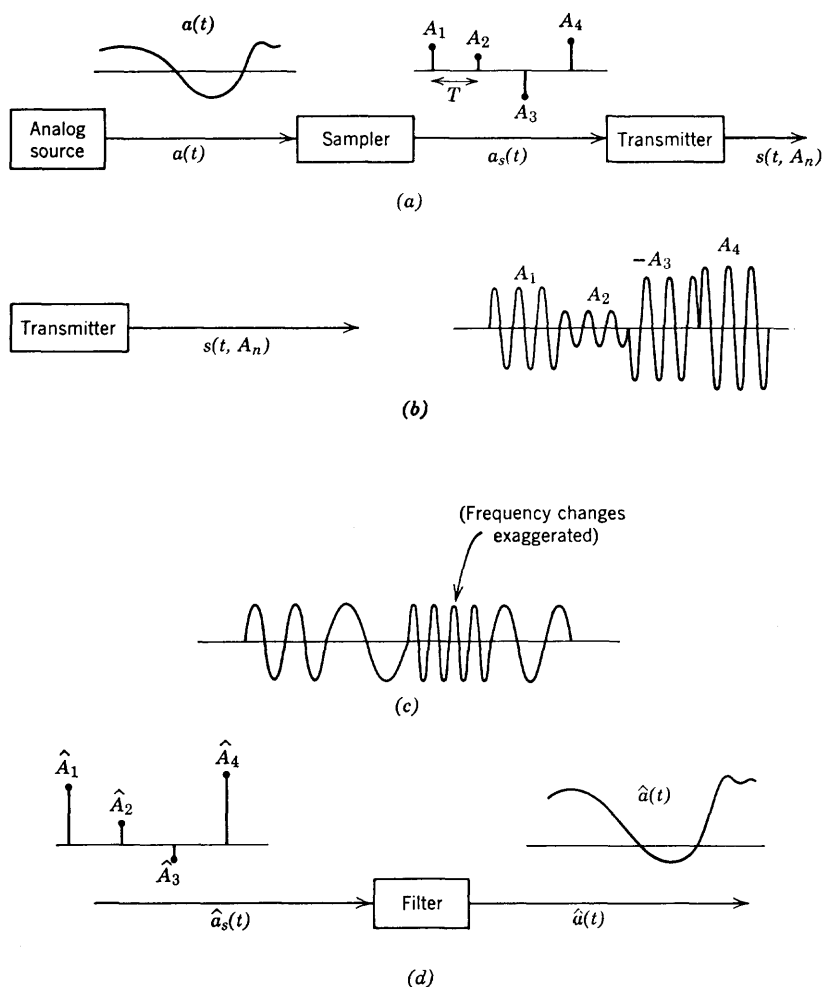 a(t)
A₁ A₂ A₄
T
A₃
Analog source
a(t)
Sampler
aₛ(t)
Transmitter
s(t, Aₙ)
(a)
A₁ A₂ −A₃ A₄
Transmitter
s(t, Aₙ)
(b)
(Frequency changes
exaggerated)
(c)
Â₁ Â₂ Â₄
Â₃
â(t)
âₛ(t)
Filter
â(t)
(d)